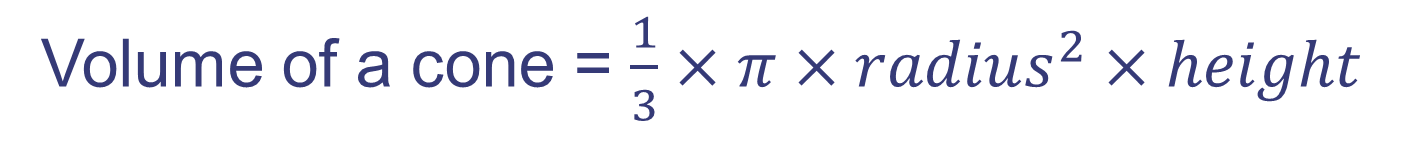 Volume of a cone = 1/3 × π × radius² × height